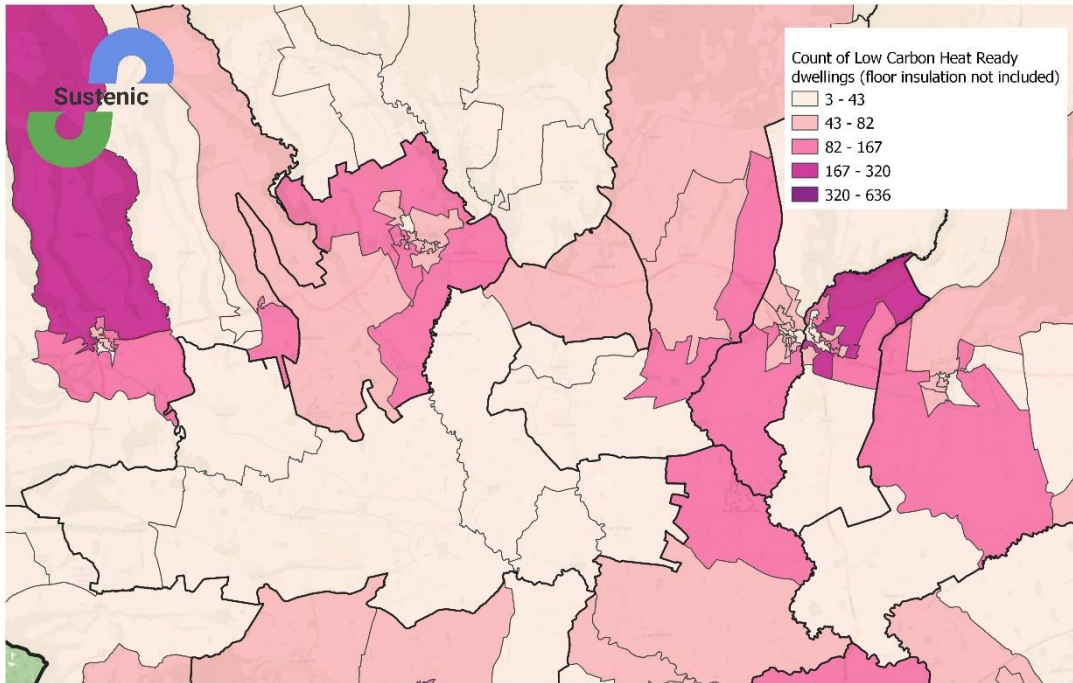 Sustenic
Count of Low Carbon Heat Ready
dwellings (floor insulation not included)
3 - 43
43 - 82
82 - 167
167 - 320
320 - 636